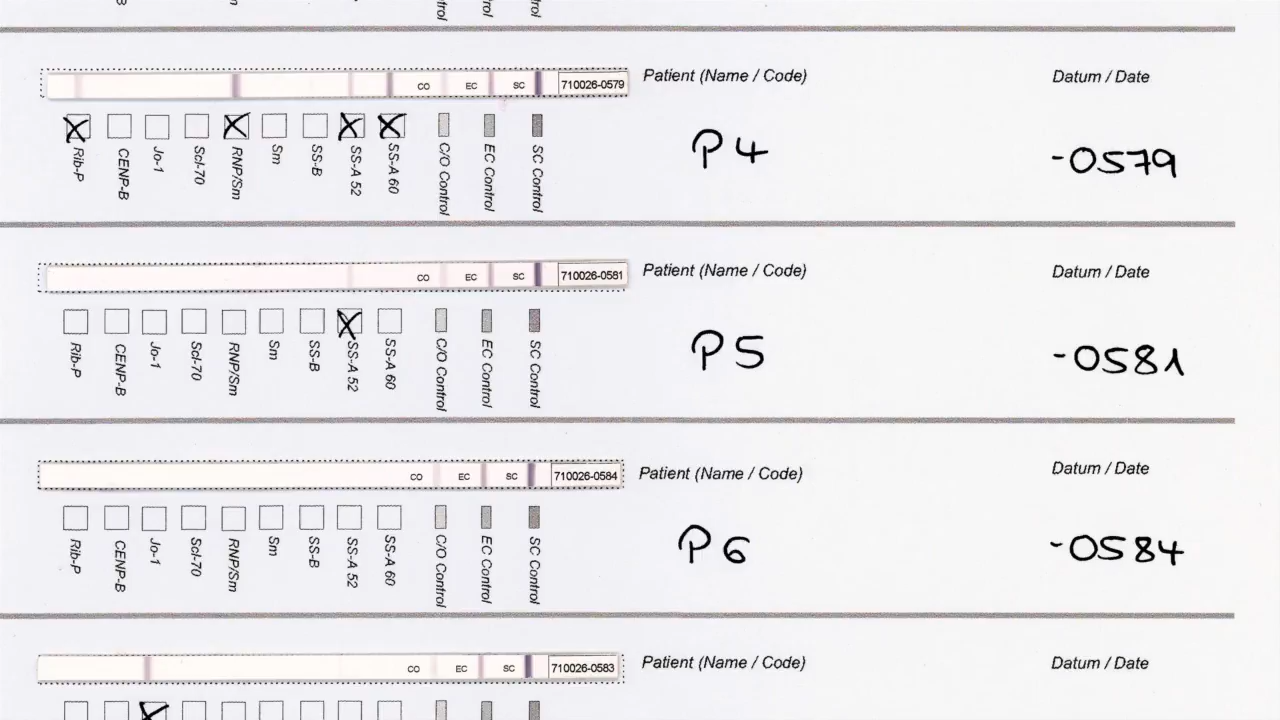 B
trol
trol
trol
CO EC SC 710026-0579
Patient (Name / Code)
Datum / Date
P4
-0579
Rib-P
CENP-B
Jo-1
Scl-70
RNP/Sm
Sm
SS-B
SS-A 52
SS-A 60
C/O Control
EC Control
SC Control
CO EC SC 710026-0581
Patient (Name / Code)
Datum / Date
P5
-0581
Rib-P
CENP-B
Jo-1
Scl-70
RNP/Sm
Sm
SS-B
SS-A 52
SS-A 60
C/O Control
EC Control
SC Control
CO EC SC 710026-0584
Patient (Name / Code)
Datum / Date
P6
-0584
Rib-P
CENP-B
Jo-1
Scl-70
RNP/Sm
Sm
SS-B
SS-A 52
SS-A 60
C/O Control
EC Control
SC Control
CO EC SC 710026-0583
Patient (Name / Code)
Datum / Date